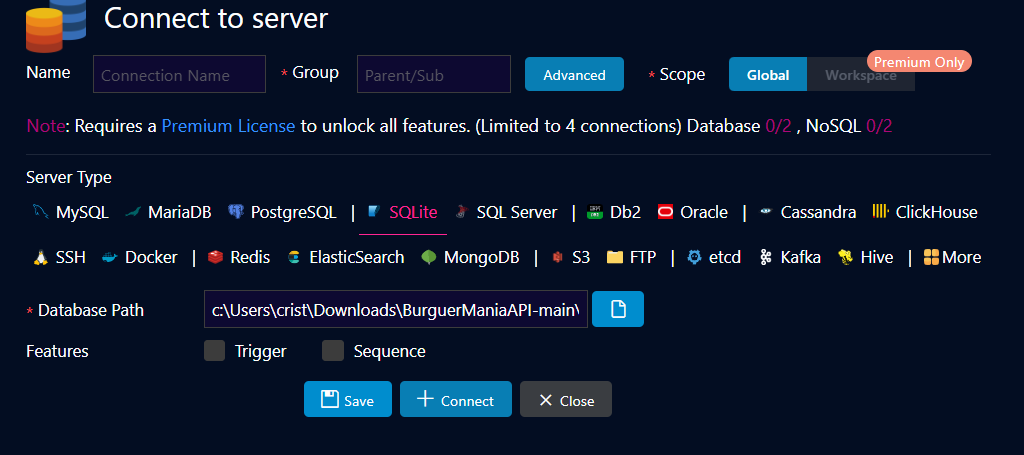 Connect to server
Name Connection Name * Group Parent/Sub Advanced * Scope Global Workspace Premium Only
Note: Requires a Premium License to unlock all features. (Limited to 4 connections) Database 0/2 , NoSQL 0/2
Server Type
MySQL MariaDB PostgreSQL | SQLite SQL Server | Db2 Oracle | Cassandra ClickHouse
SSH Docker | Redis ElasticSearch MongoDB | S3 FTP | etcd Kafka Hive | More
* Database Path c:\Users\crist\Downloads\BurguerManiaAPI-main\
Features Trigger Sequence
Save Connect Close